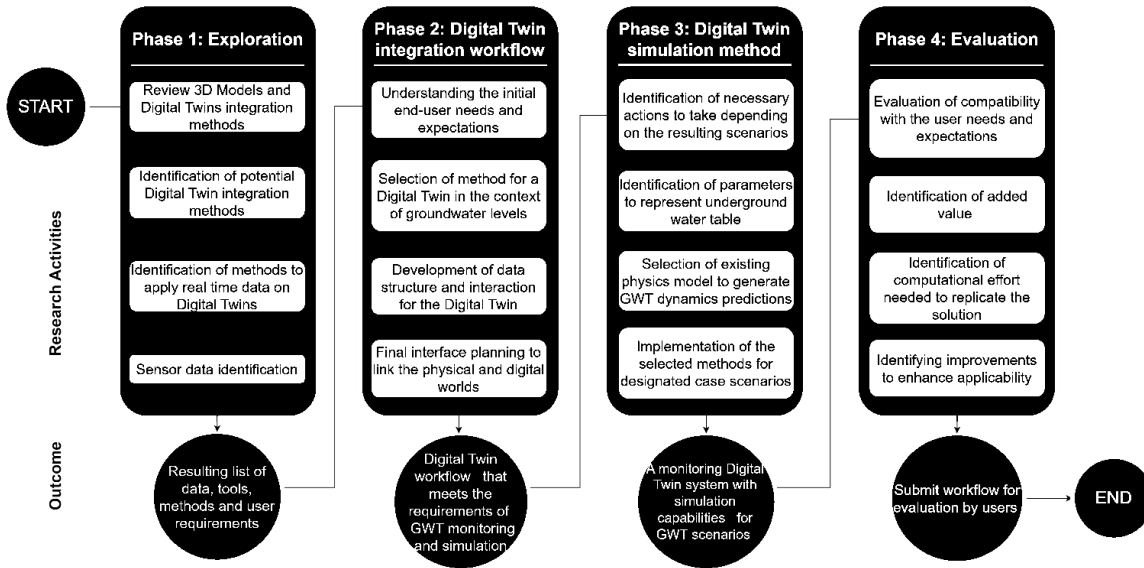 START
Phase 1: Exploration
Review 3D Models and
Digital Twins integration
methods
Identification of potential
Digital Twin integration
methods
Identification of methods to
apply real time data on
Digital Twins
Sensor data identification
Resulting list of
data, tools,
methods and user
requirements
Phase 2: Digital Twin
integration workflow
Understanding the initial
end-user needs and
expectations
Selection of method for a
Digital Twin in the context
of groundwater levels
Development of data
structure and interaction
for the Digital Twin
Final interface planning to
link the physical and digital
worlds
Digital Twin
workflow that
meets the
requirements of
GWT monitoring
and simulation
Phase 3: Digital Twin
simulation method
Identification of necessary
actions to take depending
on the resulting scenarios
Identification of parameters
to represent underground
water table
Selection of existing
physics model to generate
GWT dynamics predictions
Implementation of the
selected methods for
designated case scenarios
A monitoring Digital
Twin system with
simulation
capabilities for
GWT scenarios
Phase 4: Evaluation
Evaluation of compatibility
with the user needs and
expectations
Identification of added
value
Identification of
computational effort
needed to replicate the
solution
Identifying improvements
to enhance applicability
Submit workflow for
evaluation by users
END
Research Activities
Outcome